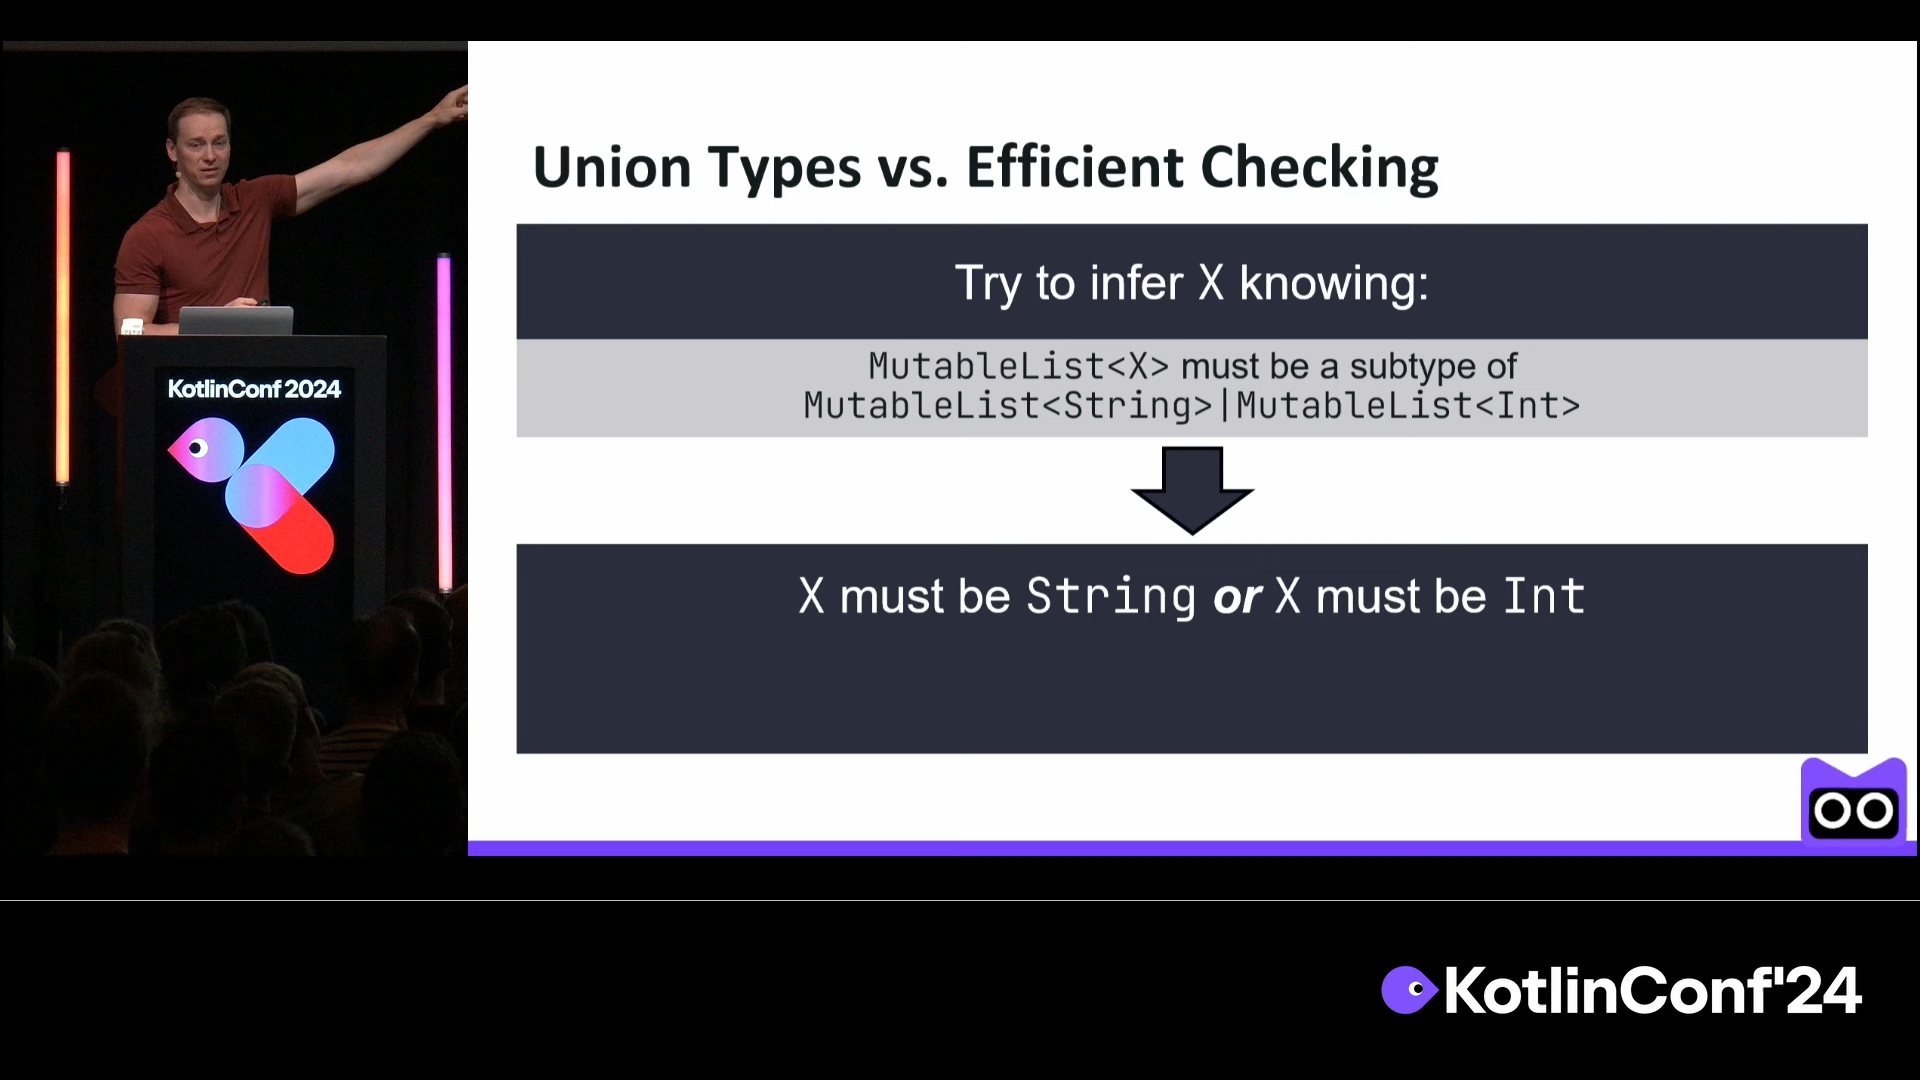 KotlinConf 2024
Union Types vs. Efficient Checking
Try to infer X knowing:
MutableList<X> must be a subtype of
MutableList<String>|MutableList<Int>
X must be String or X must be Int
KotlinConf'24